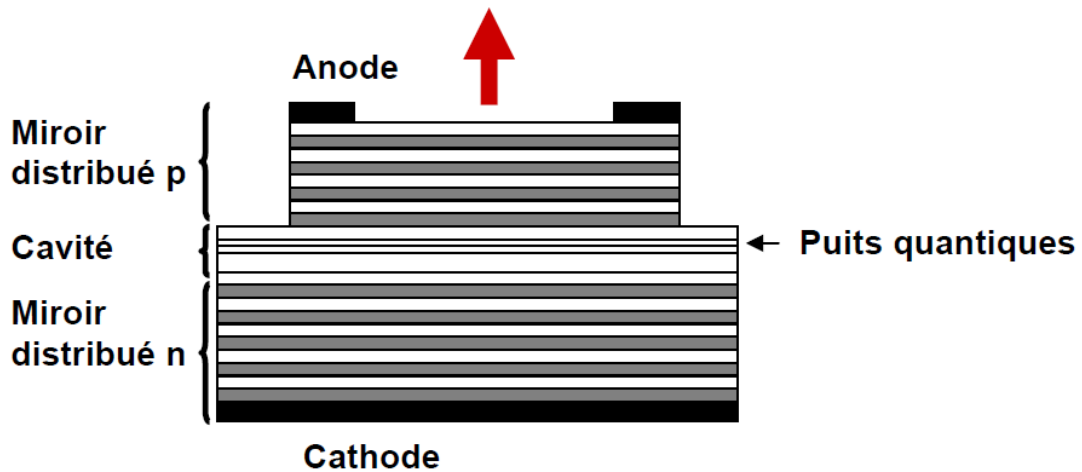 Anode
Miroir
distribué p
Cavité
Puits quantiques
Miroir
distribué n
Cathode